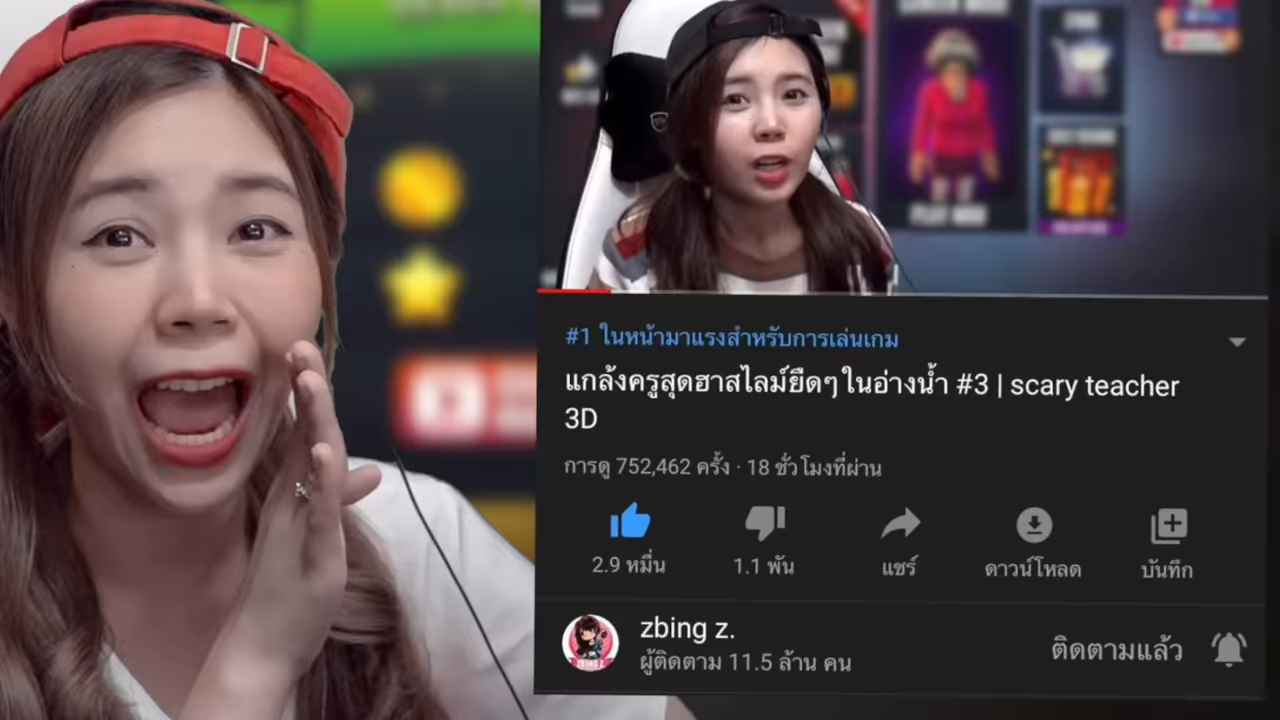 #1 ในหน้ามาแรงสำหรับการเล่นเกม
แกล้งครูสุดฮาสไลม์ยืดๆ ในอ่างน้ำ #3 | scary teacher
3D
การดู 752,462 ครั้ง · 18 ชั่วโมงที่ผ่าน
2.9 หมื่น
1.1 พัน
แชร์
ดาวน์โหลด
บันทึก
zbing z.
ผู้ติดตาม 11.5 ล้าน คน
ติดตามแล้ว
ZBING Z.